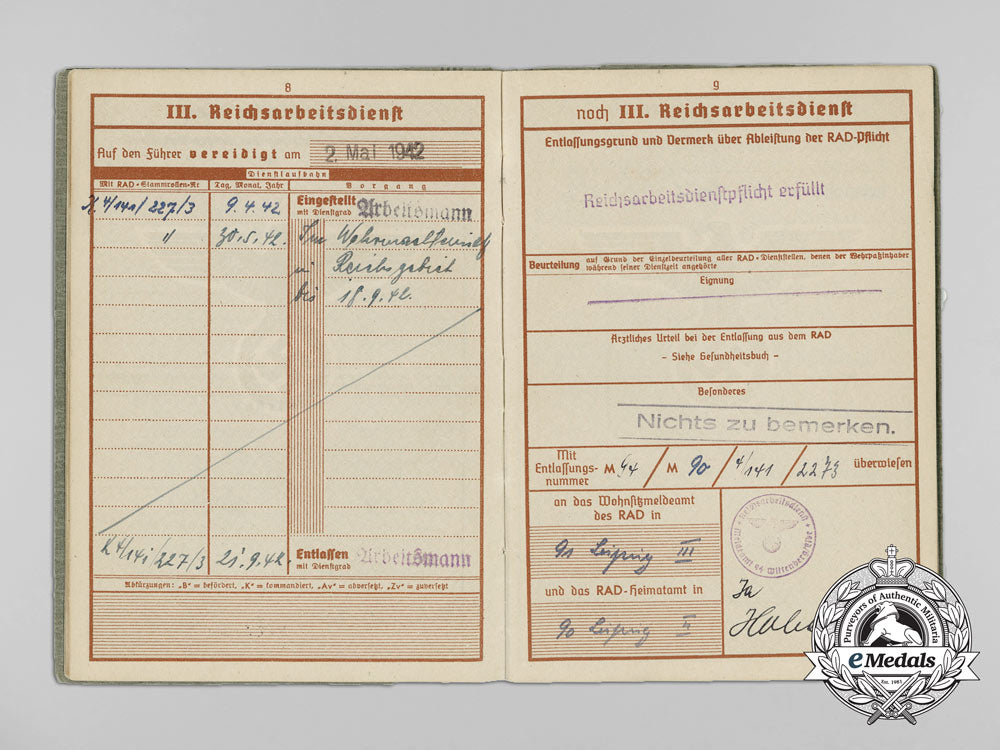 8
III. Reichsarbeitsdienst
Auf den Führer vereidigt am 2. Mai 1942
Dienstlaufbahn
Mit RAD-Stammrollen-Nr Tag, Monat, Jahr Vorgang
4/141/227/3 9.4.42 Eingestellt
mit Dienstgrad Arbeitsmann
" 30.5.42. Im
Reichsgebiet
bis 18.9.42.
4/141/227/3 21.9.42. Entlassen
mit Dienstgrad Arbeitsmann
Abkürzungen: „B“ = befördert, „K“ = kommandiert, „Av“ = abversetzt, „Zv“ = zuversetzt
9
noch III. Reichsarbeitsdienst
Entlassungsgrund und Vermerk über Ableistung der RAD-Pflicht
Reichsarbeitsdienstpflicht erfüllt
Beurteilung auf Grund der Einzelbeurteilung aller RAD-Dienststellen, denen der Wehrpaßinhaber
während seiner Dienstzeit angehörte
Eignung
Ärztliches Urteil bei der Entlassung aus dem RAD
- Siehe Gesundheitsbuch -
Besonderes
Nichts zu bemerken.
Mit
Entlassungs-
nummer M 94 / M 90 / 4/141 / 2273 überwiesen
an das Wohnsitzmeldeamt
des RAD in
91 Leipzig III
und das RAD-Heimatamt in
90 Leipzig
Reichsarbeitsdienst
Meldeamt Wittenberg
Purveyors of Authentic Militaria
eMedals
Est. 1981